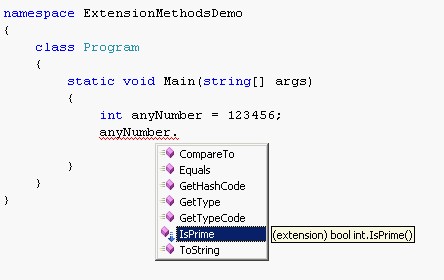 namespace ExtensionMethodsDemo
{
class Program
{
static void Main(string[] args)
{
int anyNumber = 123456;
anyNumber.
CompareTo
Equals
GetHashCode
GetType
GetTypeCode
IsPrime (extension) bool int.IsPrime()
ToString
}
}
}